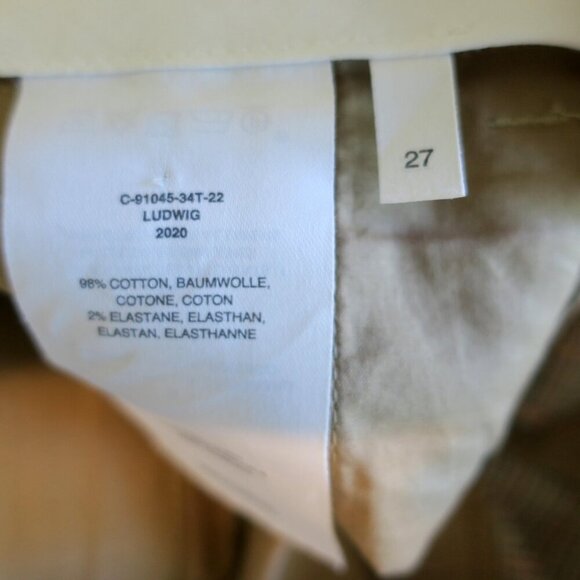 C-91045-34T-22
LUDWIG
2020
98% COTTON, BAUMWOLLE,
COTONE, COTON
2% ELASTANE, ELASTHAN,
ELASTAN, ELASTHANNE
27